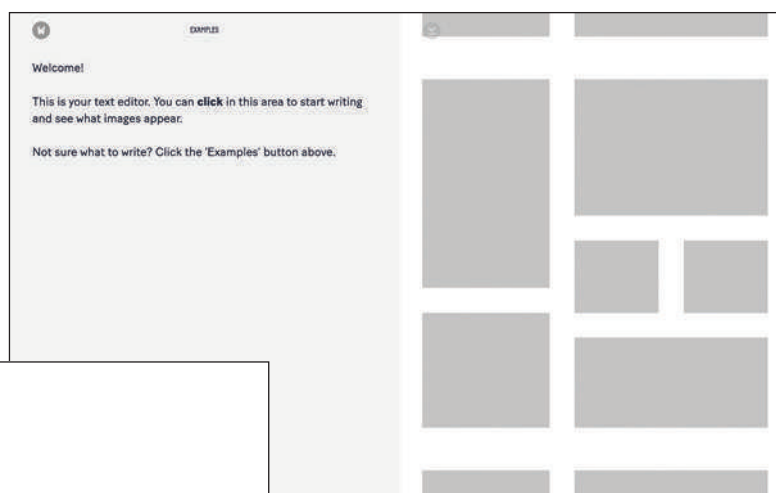 W
EXAMPLES
Welcome!
This is your text editor. You can click in this area to start writing
and see what images appear.
Not sure what to write? Click the 'Examples' button above.